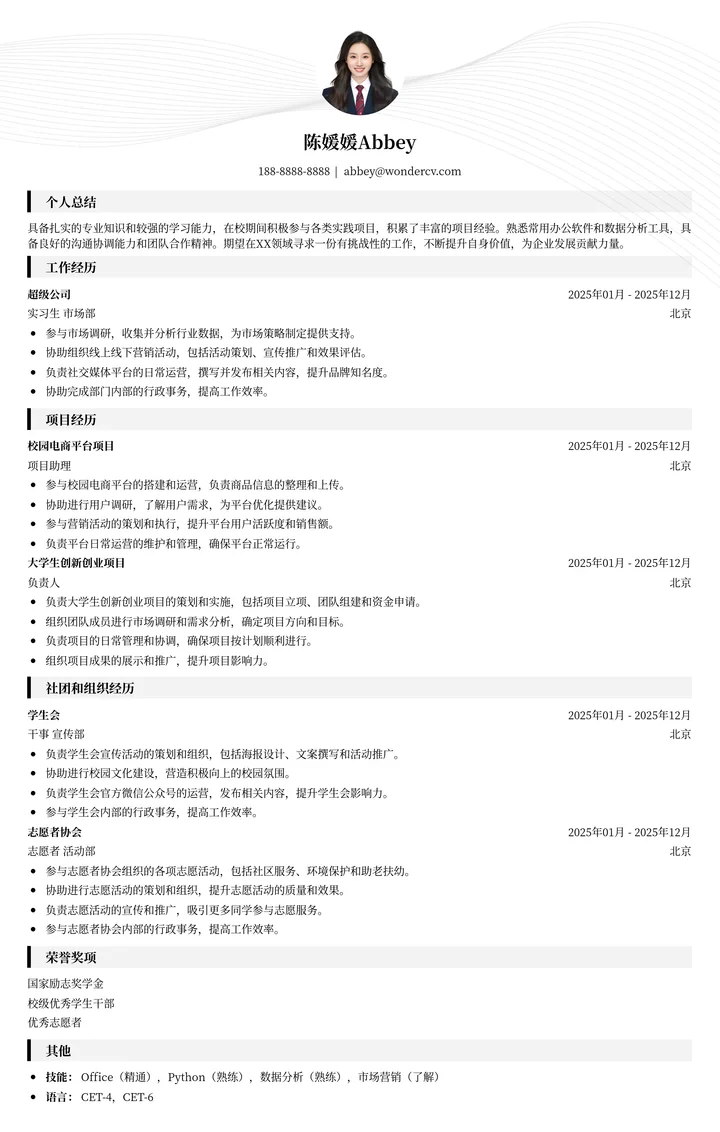 陈媛媛Abbey
188-8888-8888 | abbey@wondercv.com
个人总结
具备扎实的专业知识和较强的学习能力，在校期间积极参与各类实践项目，积累了丰富的项目经验。熟悉常用办公软件和数据分析工具，具
备良好的沟通协调能力和团队合作精神。期望在XX领域寻求一份有挑战性的工作，不断提升自身价值，为企业发展贡献力量。
工作经历
超级公司 2025年01月 - 2025年12月
实习生 市场部 北京
• 参与市场调研，收集并分析行业数据，为市场策略制定提供支持。
• 协助组织线上线下营销活动，包括活动策划、宣传推广和效果评估。
• 负责社交媒体平台的日常运营，撰写并发布相关内容，提升品牌知名度。
• 协助完成部门内部的行政事务，提高工作效率。
项目经历
校园电商平台项目 2025年01月 - 2025年12月
项目助理 北京
• 参与校园电商平台的搭建和运营，负责商品信息的整理和上传。
• 协助进行用户调研，了解用户需求，为平台优化提供建议。
• 参与营销活动的策划和执行，提升平台用户活跃度和销售额。
• 负责平台日常运营的维护和管理，确保平台正常运行。
大学生创新创业项目 2025年01月 - 2025年12月
负责人 北京
• 负责大学生创新创业项目的策划和实施，包括项目立项、团队组建和资金申请。
• 组织团队成员进行市场调研和需求分析，确定项目方向和目标。
• 负责项目的日常管理和协调，确保项目按计划顺利进行。
• 组织项目成果的展示和推广，提升项目影响力。
社团和组织经历
学生会 2025年01月 - 2025年12月
干事 宣传部 北京
• 负责学生会宣传活动的策划和组织，包括海报设计、文案撰写和活动推广。
• 协助进行校园文化建设，营造积极向上的校园氛围。
• 负责学生会官方微信公众号的运营，发布相关内容，提升学生会影响力。
• 参与学生会内部的行政事务，提高工作效率。
志愿者协会 2025年01月 - 2025年12月
志愿者 活动部 北京
• 参与志愿者协会组织的各项志愿活动，包括社区服务、环境保护和助老扶幼。
• 协助进行志愿活动的策划和组织，提升志愿活动的质量和效果。
• 负责志愿活动的宣传和推广，吸引更多同学参与志愿服务。
• 参与志愿者协会内部的行政事务，提高工作效率。
荣誉奖项
国家励志奖学金
校级优秀学生干部
优秀志愿者
其他
• 技能： Office（精通），Python（熟练），数据分析（熟练），市场营销（了解）
• 语言： CET-4，CET-6